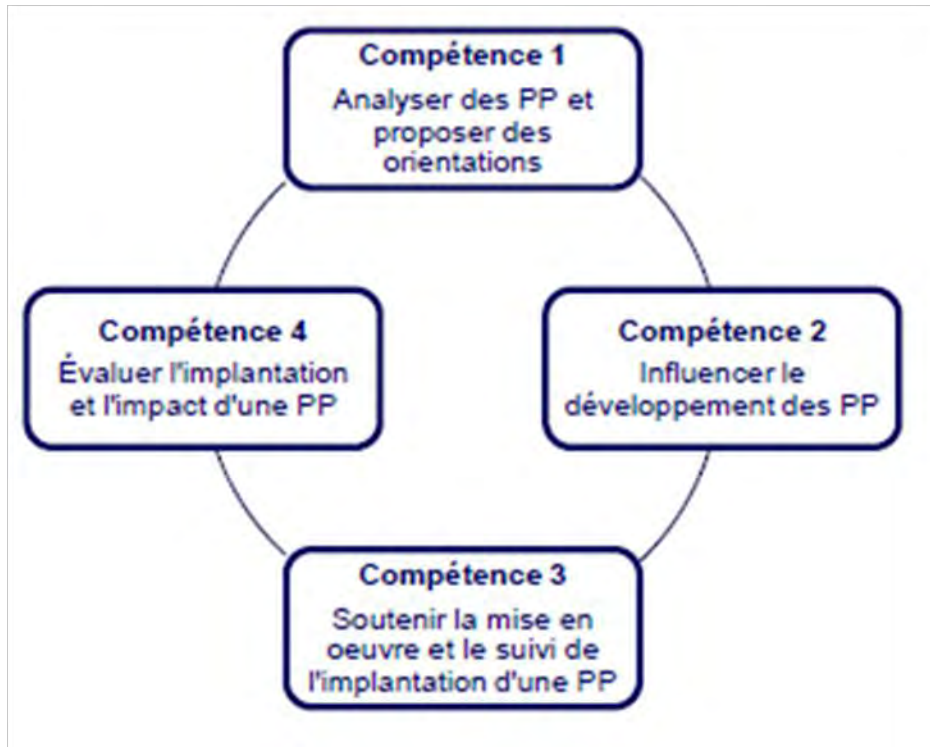 Compétence 1
Analyser des PP et
proposer des
orientations
Compétence 4
Évaluer l'implantation
et l'impact d'une PP
Compétence 2
Influencer le
développement des PP
Compétence 3
Soutenir la mise en
oeuvre et le suivi de
l'implantation d'une PP